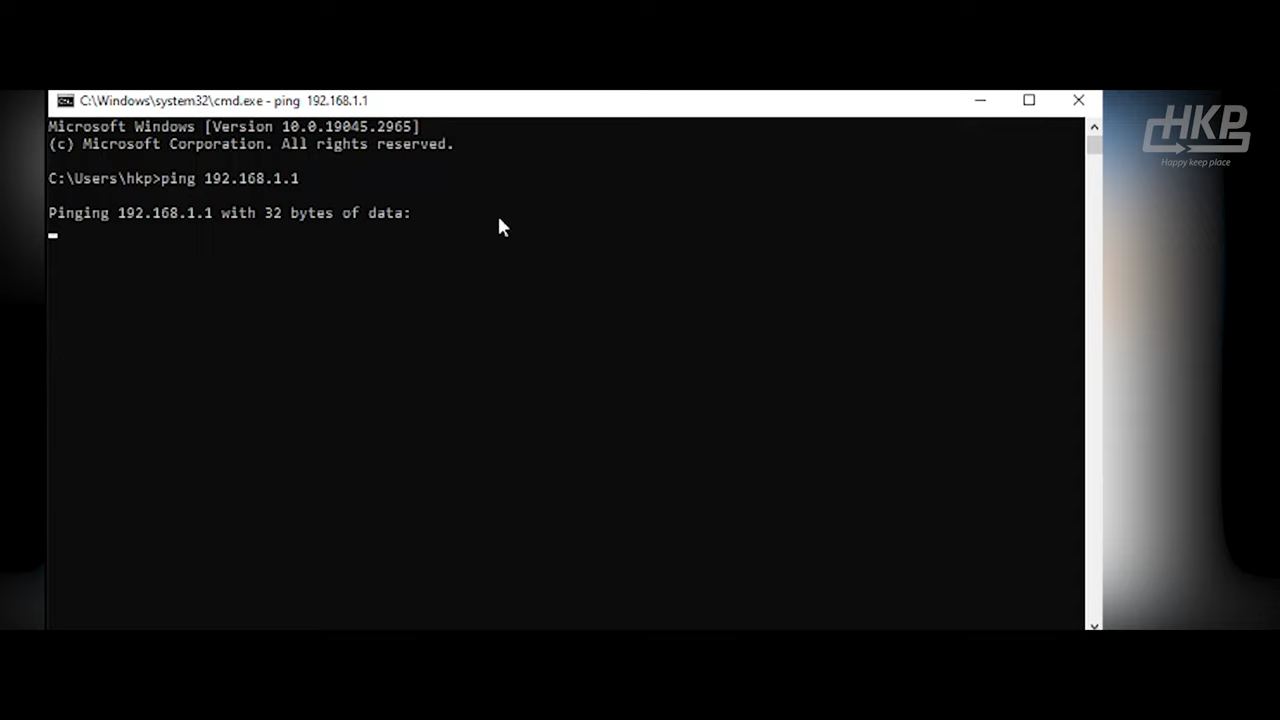 C:\Windows\system32\cmd.exe - ping  192.168.1.1
Microsoft Windows [Version 10.0.19045.2965]
(c) Microsoft Corporation. All rights reserved.
C:\Users\hkp>ping 192.168.1.1
Pinging 192.168.1.1 with 32 bytes of data:
HKP
Happy keep place